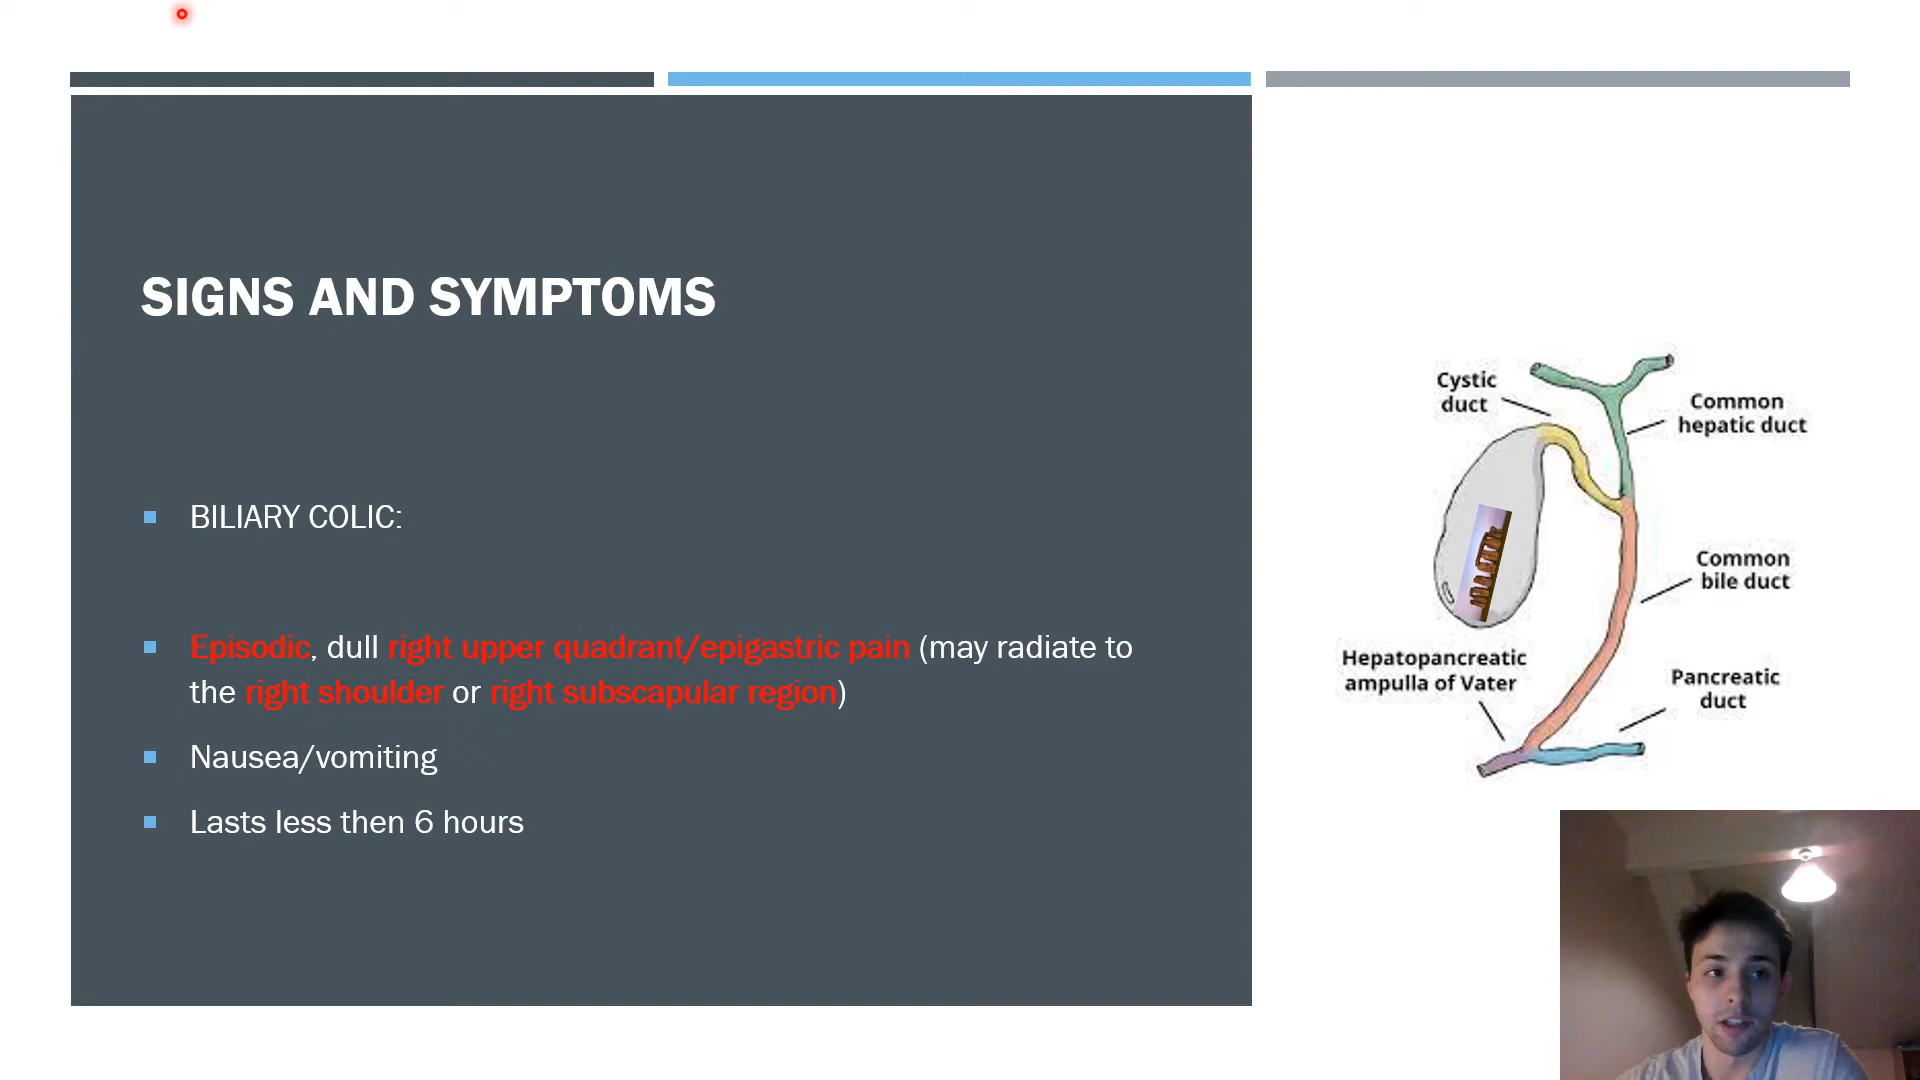 SIGNS AND SYMPTOMS
BILIARY COLIC:
Episodic, dull right upper quadrant/epigastric pain (may radiate to
the right shoulder or right subscapular region)
Nausea/vomiting
Lasts less then 6 hours
Cystic
duct
Common
hepatic duct
Common
bile duct
Hepatopancreatic
ampulla of Vater
Pancreatic
duct